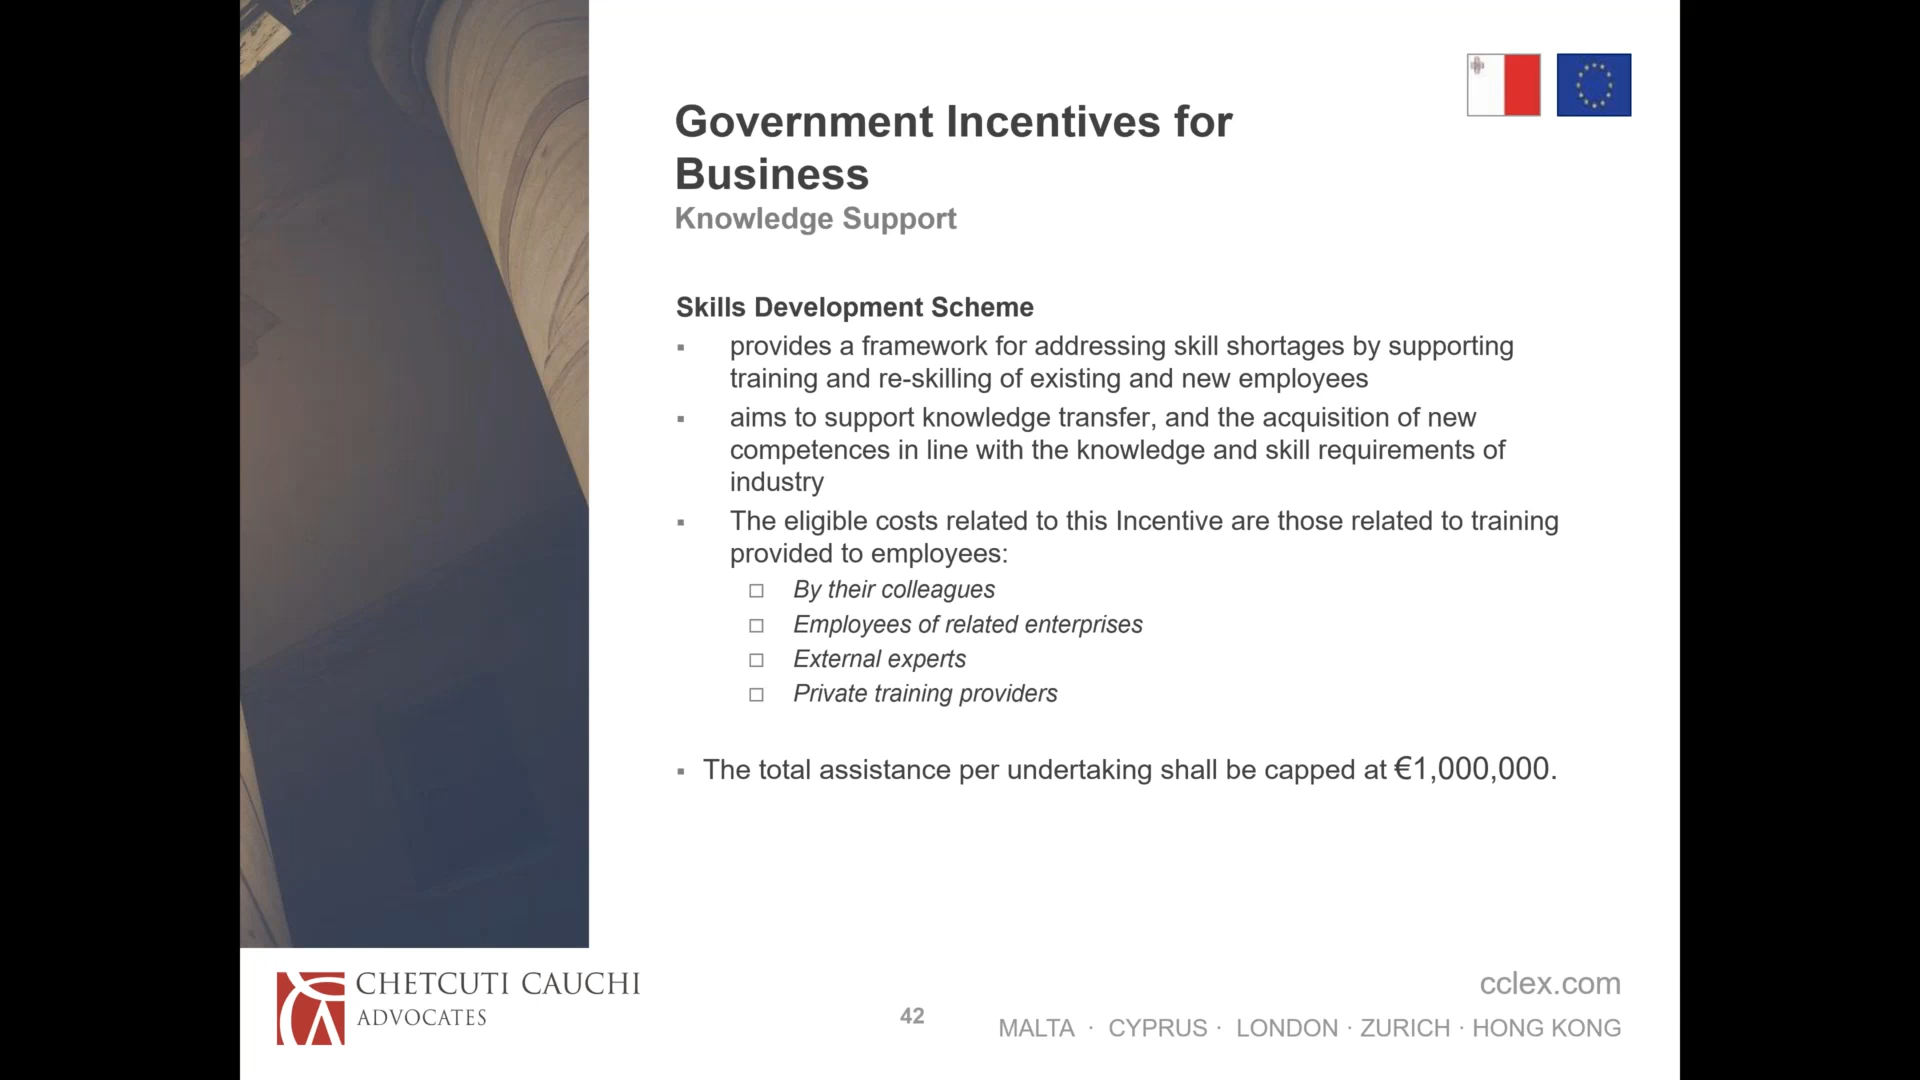 Government Incentives for
Business
Knowledge Support
Skills Development Scheme
▪ provides a framework for addressing skill shortages by supporting
training and re-skilling of existing and new employees
▪ aims to support knowledge transfer, and the acquisition of new
competences in line with the knowledge and skill requirements of
industry
▪ The eligible costs related to this Incentive are those related to training
provided to employees:
□ By their colleagues
□ Employees of related enterprises
□ External experts
□ Private training providers
▪ The total assistance per undertaking shall be capped at €1,000,000.
CHETCUTI CAUCHI
ADVOCATES
42
cclex.com
MALTA · CYPRUS · LONDON · ZURICH · HONG KONG